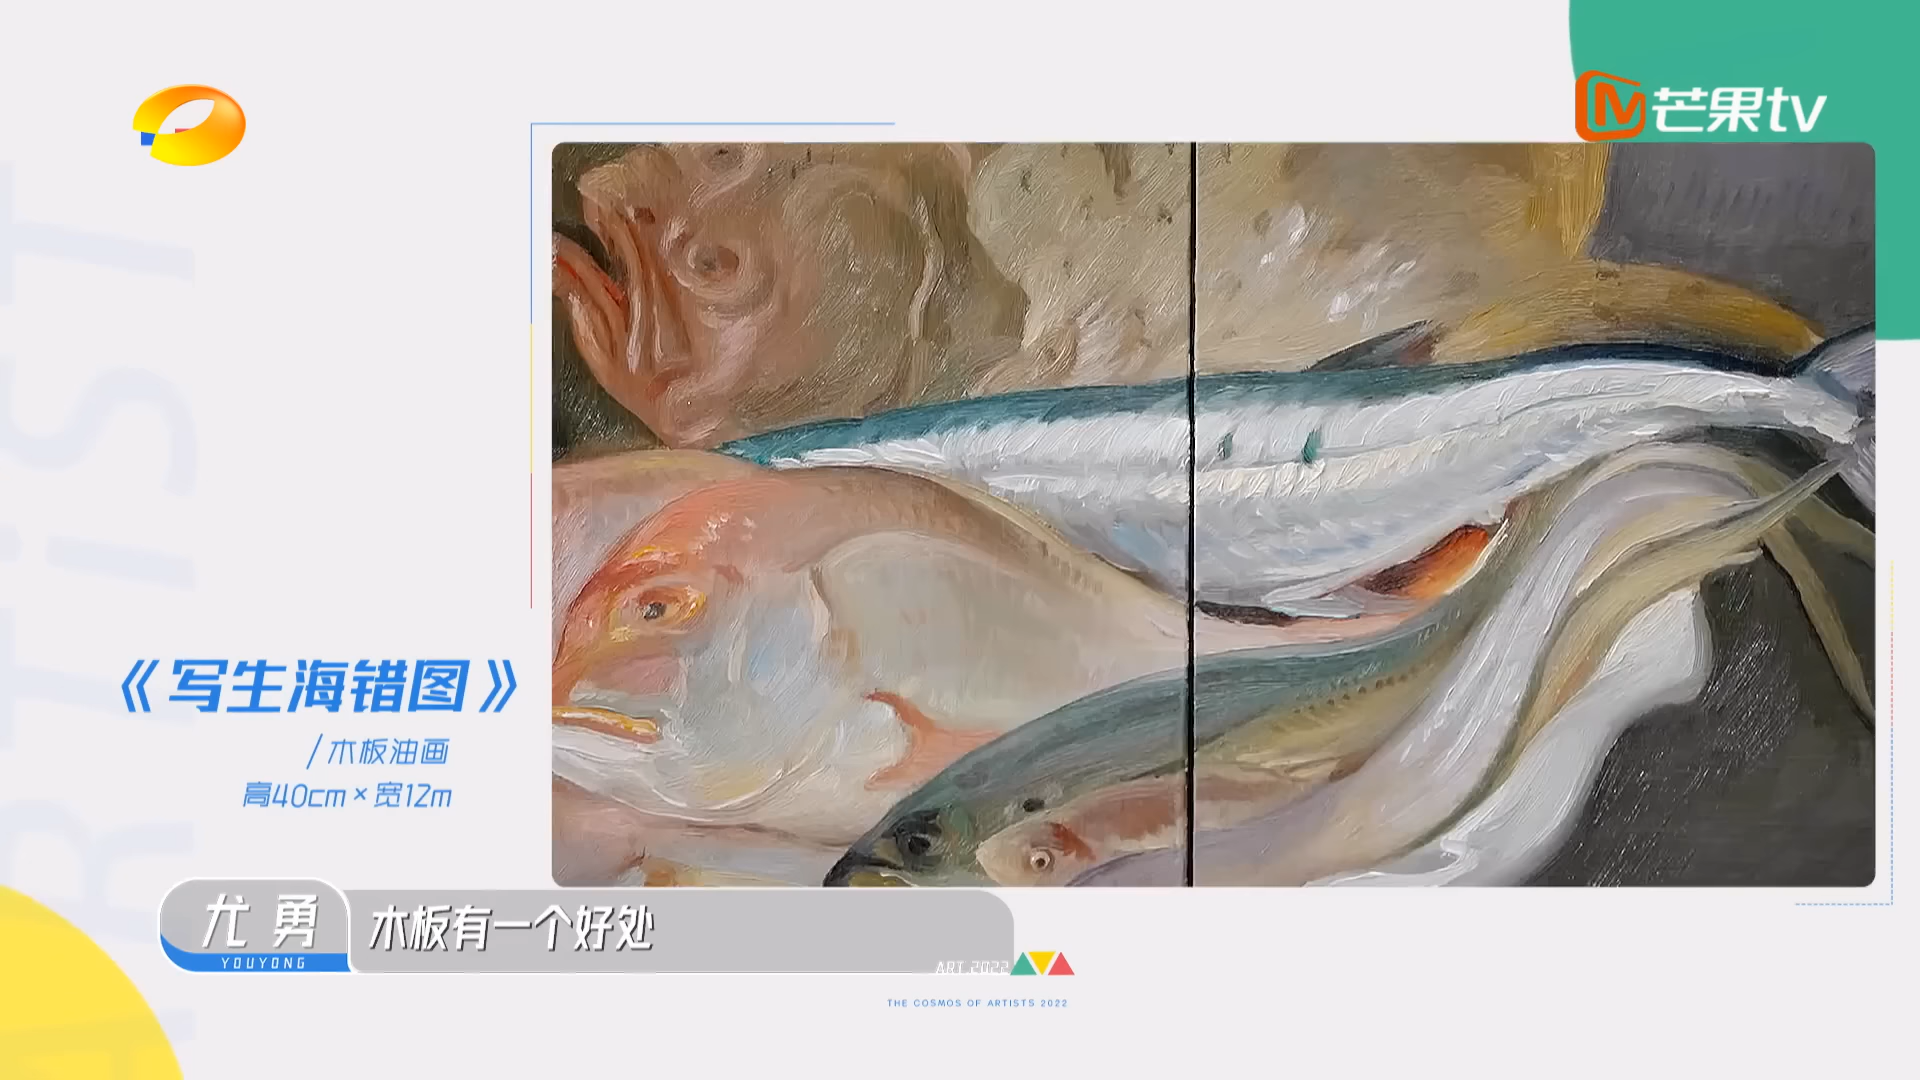 芒果tv
《写生海错图》
/木板油画
高40cm×宽12m
尤勇
YOUYONG
木板有一个好处
ART 2022
THE COSMOS OF ARTISTS 2022
ARTiST